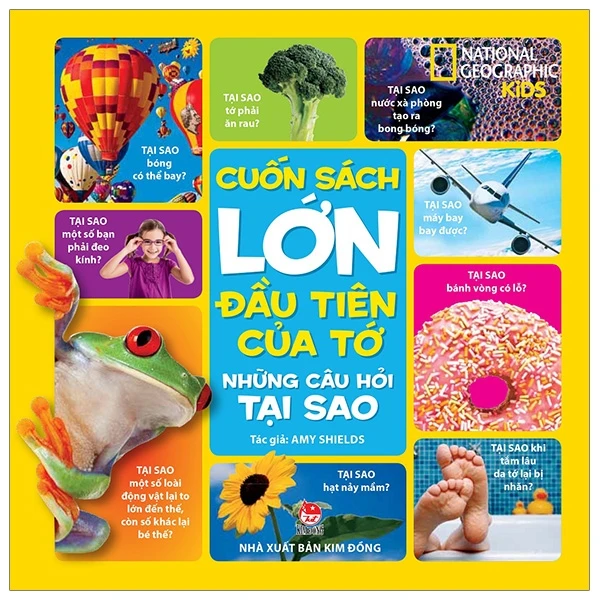 NATIONAL
GEOGRAPHIC
KiDS
TẠI SAO
bóng
có thể bay?
TẠI SAO
tớ phải
ăn rau?
TẠI SAO
nước xà phòng
tạo ra
bong bóng?
TẠI SAO
một số bạn
phải đeo
kính?
CUỐN SÁCH
LỚN
ĐẦU TIÊN
CỦA TỚ
NHỮNG CÂU HỎI
TẠI SAO
Tác giả: AMY SHIELDS
TẠI SAO
máy bay
bay được?
TẠI SAO
bánh vòng có lỗ?
TẠI SAO
một số loài
động vật lại to
lớn đến thế,
còn số khác lại
bé thế?
TẠI SAO
hạt nảy mầm?
TẠI SAO khi
tắm lâu
da tớ lại bị
nhăn?
KIM ĐỒNG
NHÀ XUẤT BẢN KIM ĐỒNG